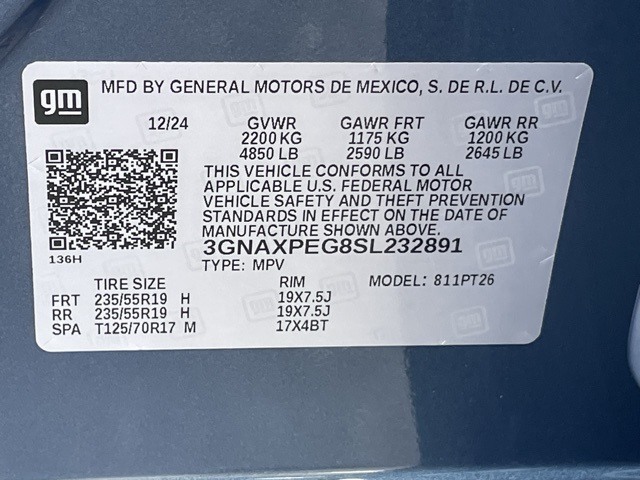 gm
MFD BY GENERAL MOTORS DE MEXICO, S. DE R.L. DE C.V.
12/24 GVWR GAWR FRT GAWR RR
2200 KG 1175 KG 1200 KG
4850 LB 2590 LB 2645 LB
THIS VEHICLE CONFORMS TO ALL
APPLICABLE U.S. FEDERAL MOTOR
VEHICLE SAFETY AND THEFT PREVENTION
STANDARDS IN EFFECT ON THE DATE OF
MANUFACTURE SHOWN ABOVE.
3GNAXPEG8SL232891
136H
TYPE: MPV
TIRE SIZE RIM MODEL: 811PT26
FRT 235/55R19 H 19X7.5J
RR 235/55R19 H 19X7.5J
SPA T125/70R17 M 17X4BT